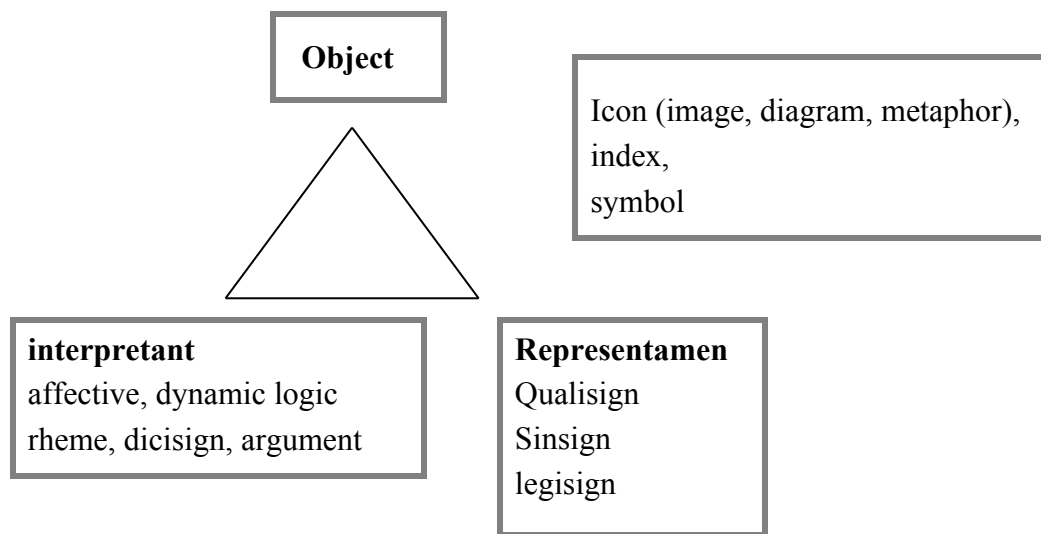 Object
Icon (image, diagram, metaphor),
index,
symbol
interpretant
affective, dynamic logic
rheme, dicisign, argument
Representamen
Qualisign
Sinsign
legisign